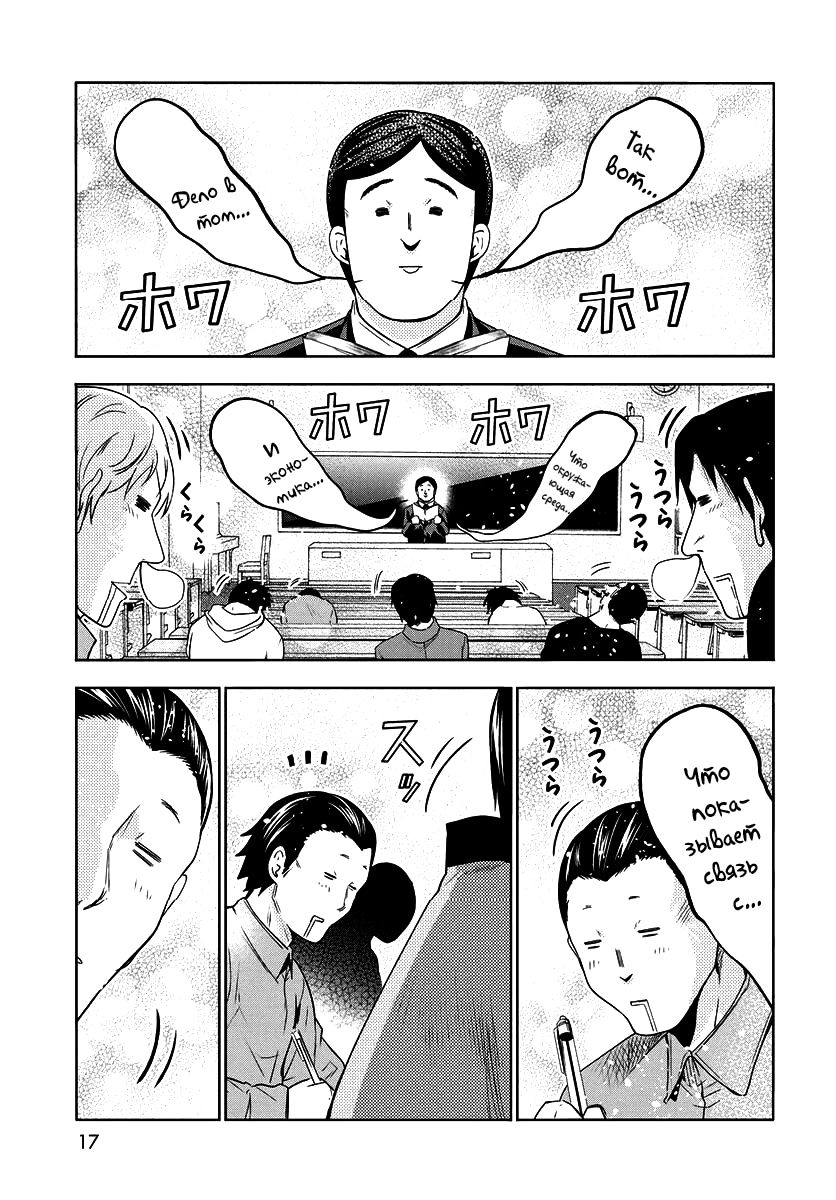 Так
вот...
Дело в
том...
ホワ
ホワ
Что
окружа-
ющая
среда...
И
эконо-
мика...
ホワ
ホワ
うつら
うつら
くら
くら
Что
пока-
зывает
связь
с...
うつら
うつら
スッ
17